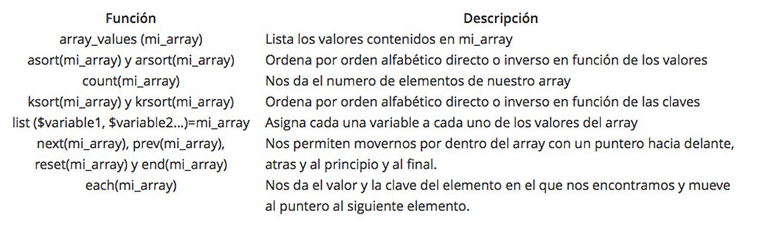 Función Descripción
array_values (mi_array) Lista los valores contenidos en mi_array
asort(mi_array) y arsort(mi_array) Ordena por orden alfabético directo o inverso en función de los valores
count(mi_array) Nos da el numero de elementos de nuestro array
ksort(mi_array) y krsort(mi_array) Ordena por orden alfabético directo o inverso en función de las claves
list ($variable1, $variable2...)=mi_array Asigna cada una variable a cada uno de los valores del array
next(mi_array), prev(mi_array), Nos permiten movernos por dentro del array con un puntero hacia delante,
reset(mi_array) y end(mi_array) atras y al principio y al final.
each(mi_array) Nos da el valor y la clave del elemento en el que nos encontramos y mueve
al puntero al siguiente elemento.